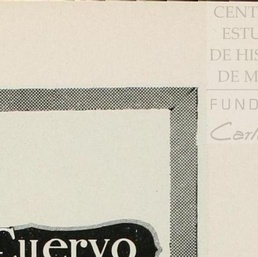 CENT
ESTU
DE HIS
DE M
FUND
Carl
Cuervo